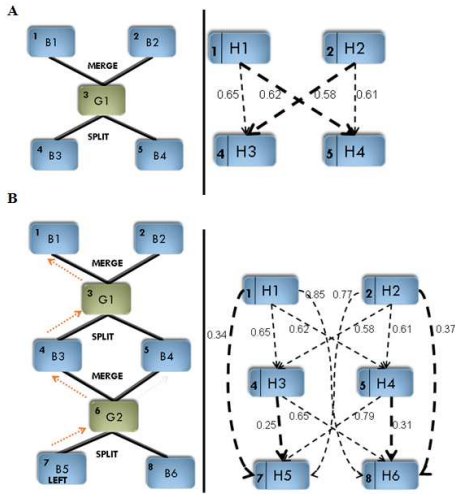 A
1 B1 2 B2
MERGE
3 G1
SPLIT
4 B3 5 B4
1 H1 2 H2
0.65 0.62 0.58 0.61
4 H3 5 H4
B
1 B1 2 B2
MERGE
3 G1
SPLIT
4 B3 5 B4
MERGE
6 G2
SPLIT
7 B5 LEFT 8 B6
1 H1 0.85 0.77 2 H2
0.34 0.65 0.62 0.58 0.61 0.37
4 H3 5 H4
0.25 0.65 0.79 0.31
7 H5 8 H6